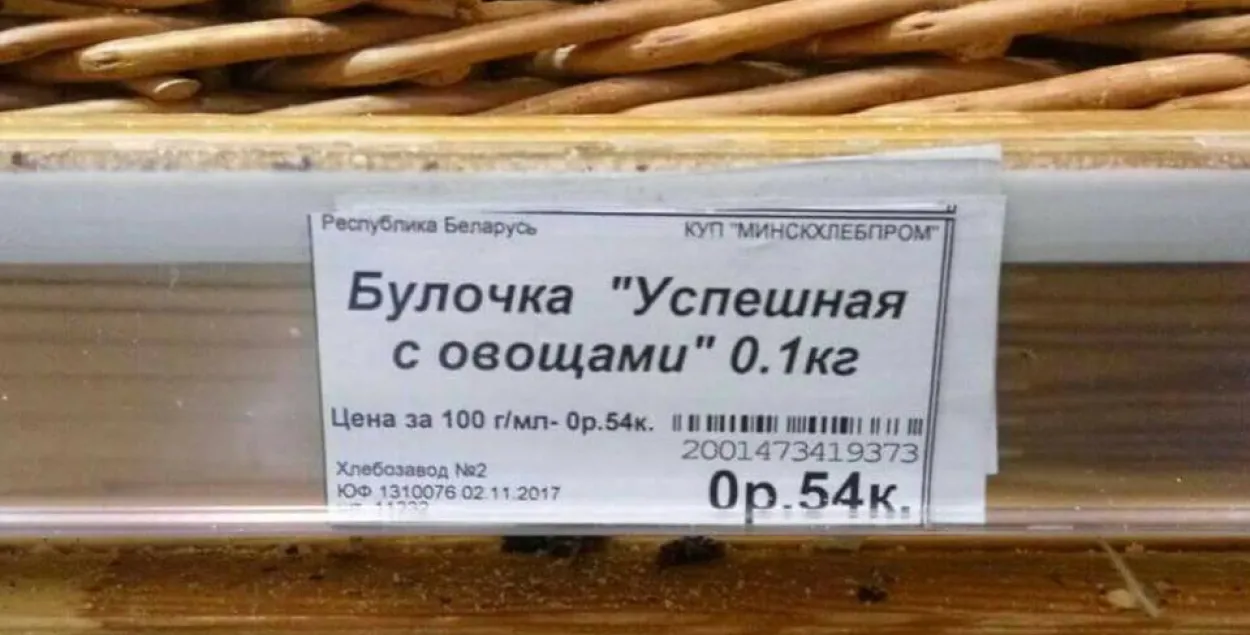 Республика Беларусь КУП "МИНСКХЛЕБПРОМ"
Булочка "Успешная
с овощами" 0.1кг
Цена за 100 г/мл- 0р.54к.
2001473419373
Хлебозавод №2
ЮФ 1310076 02.11.2017
0р.54к.